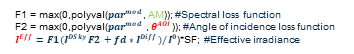 F1 = max(0,polyval(par^mod , AM)); #Spectral loss function
F2 = max(0,polyval(par^mod , θ^AOI)); #Angle of incidence loss function
I^Eff = F1(I^DSky F2 + fd * I^Diff)/I^0)*SF; #Effective irradiance